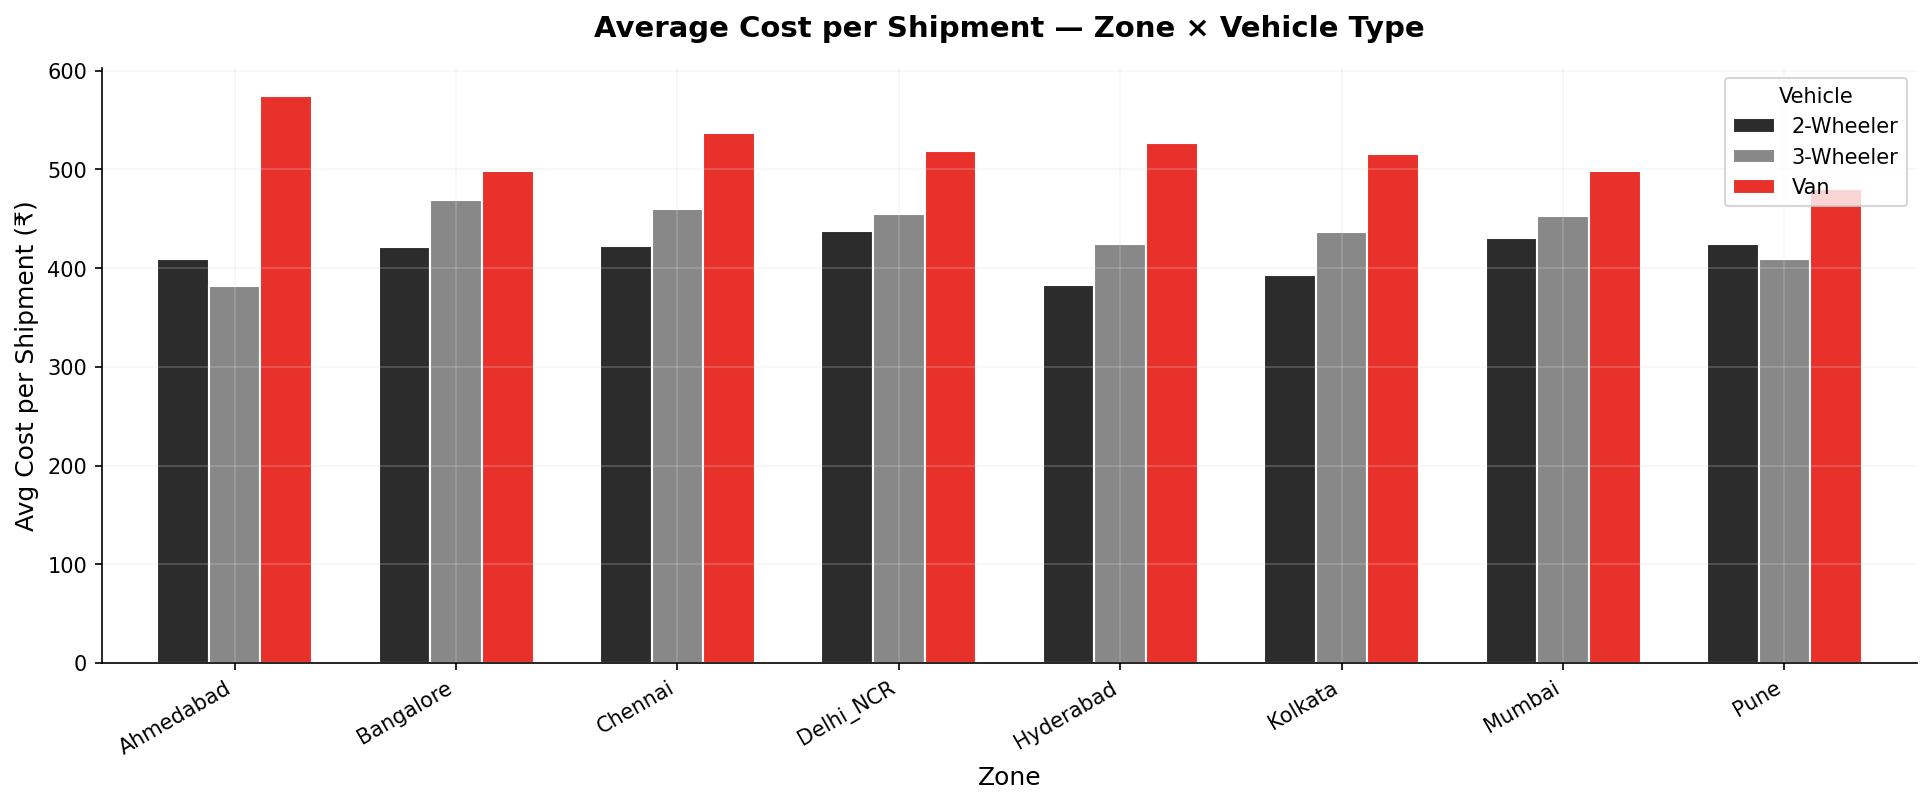 Average Cost per Shipment — Zone × Vehicle Type
Avg Cost per Shipment (₹)
600
500
400
300
200
100
0
Vehicle
2-Wheeler
3-Wheeler
Van
Ahmedabad
Bangalore
Chennai
Delhi_NCR
Hyderabad
Kolkata
Mumbai
Pune
Zone